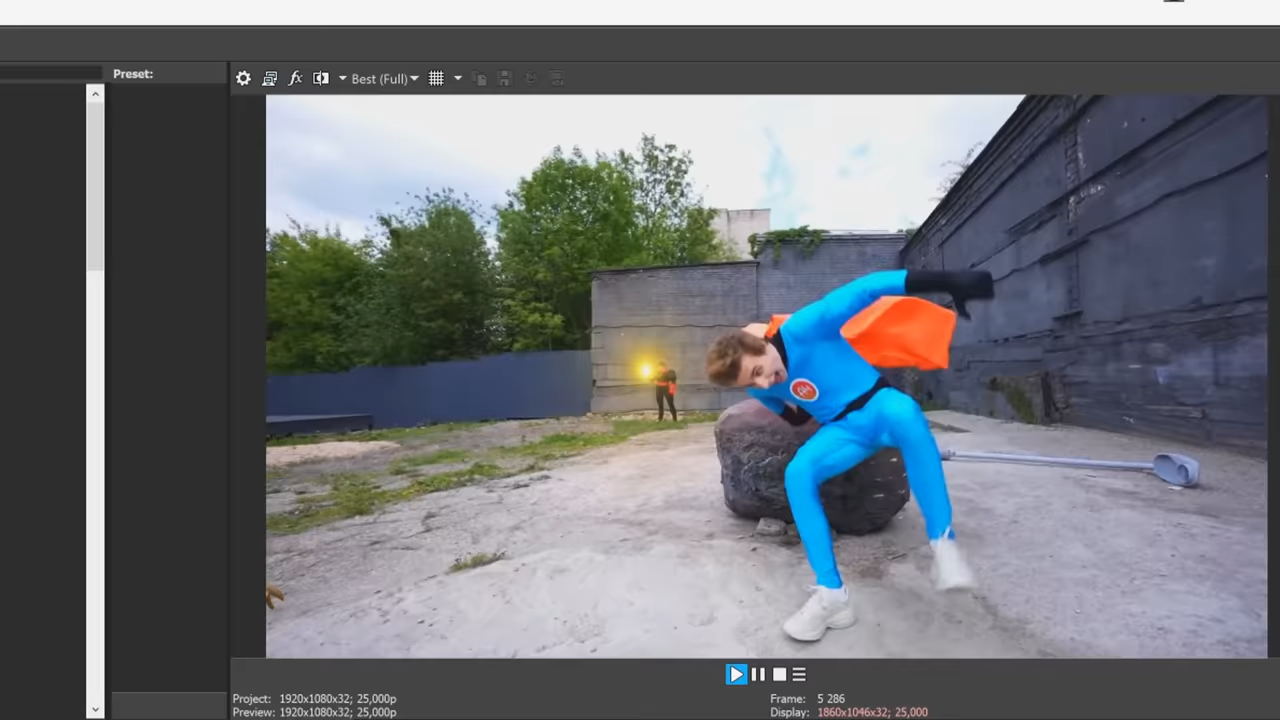 Preset:
Best (Full)
Project: 1920x1080x32; 25,000p
Preview: 1920x1080x32; 25,000p
Frame: 5 286
Display: 1860x1046x32; 25,000